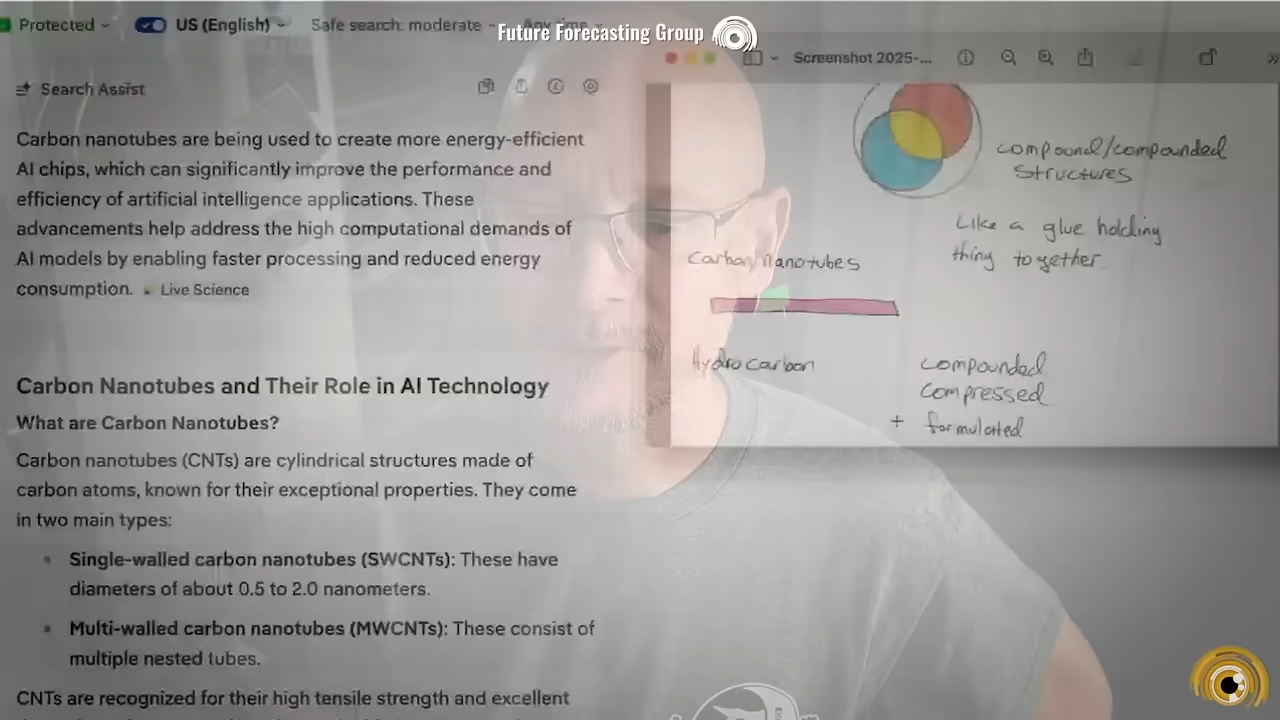 Future Forecasting Group
Protected
US (English)
Safe search: moderate
Any time
Search Assist
Carbon nanotubes are being used to create more energy-efficient
AI chips, which can significantly improve the performance and
efficiency of artificial intelligence applications. These
advancements help address the high computational demands of
AI models by enabling faster processing and reduced energy
consumption. Live Science
Carbon Nanotubes and Their Role in AI Technology
What are Carbon Nanotubes?
Carbon nanotubes (CNTs) are cylindrical structures made of
carbon atoms, known for their exceptional properties. They come
in two main types:
Single-walled carbon nanotubes (SWCNTs): These have
diameters of about 0.5 to 2.0 nanometers.
Multi-walled carbon nanotubes (MWCNTs): These consist of
multiple nested tubes.
CNTs are recognized for their high tensile strength and excellent
Screenshot 2025-...
compound/compounded
structures
Like a glue holding
thing together.
Carbon nanotubes
Hydrocarbon
compounded
compressed
+ formulated